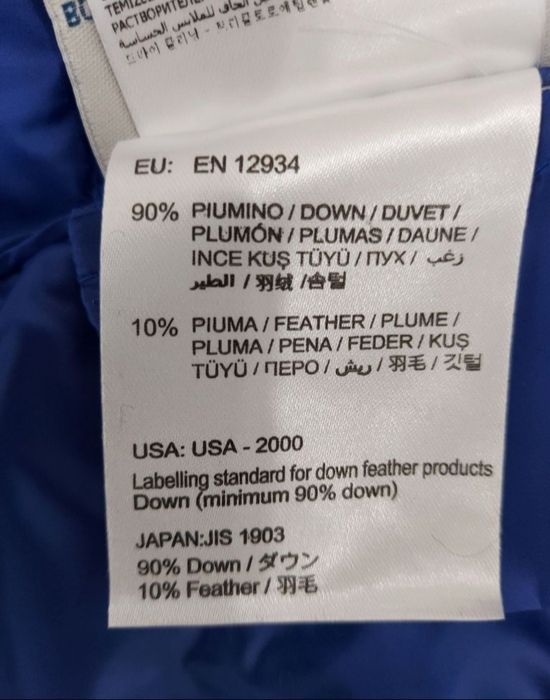 РАСТВОРИТЕЛ
EU: EN 12934
90% PIUMINO / DOWN / DUVET /
PLUMÓN / PLUMAS / DAUNE /
INCE KUŞ TÜYÜ / ПУХ / زغب
الطير / 羽绒 /솜털
10% PIUMA / FEATHER / PLUME /
PLUMA / PENA / FEDER / KUŞ
TÜYÜ / ПЕРО / ريش / 羽毛 / 깃털
USA: USA - 2000
Labelling standard for down feather products
Down (minimum 90% down)
JAPAN:JIS 1903
90% Down / ダウン
10% Feather / 羽毛